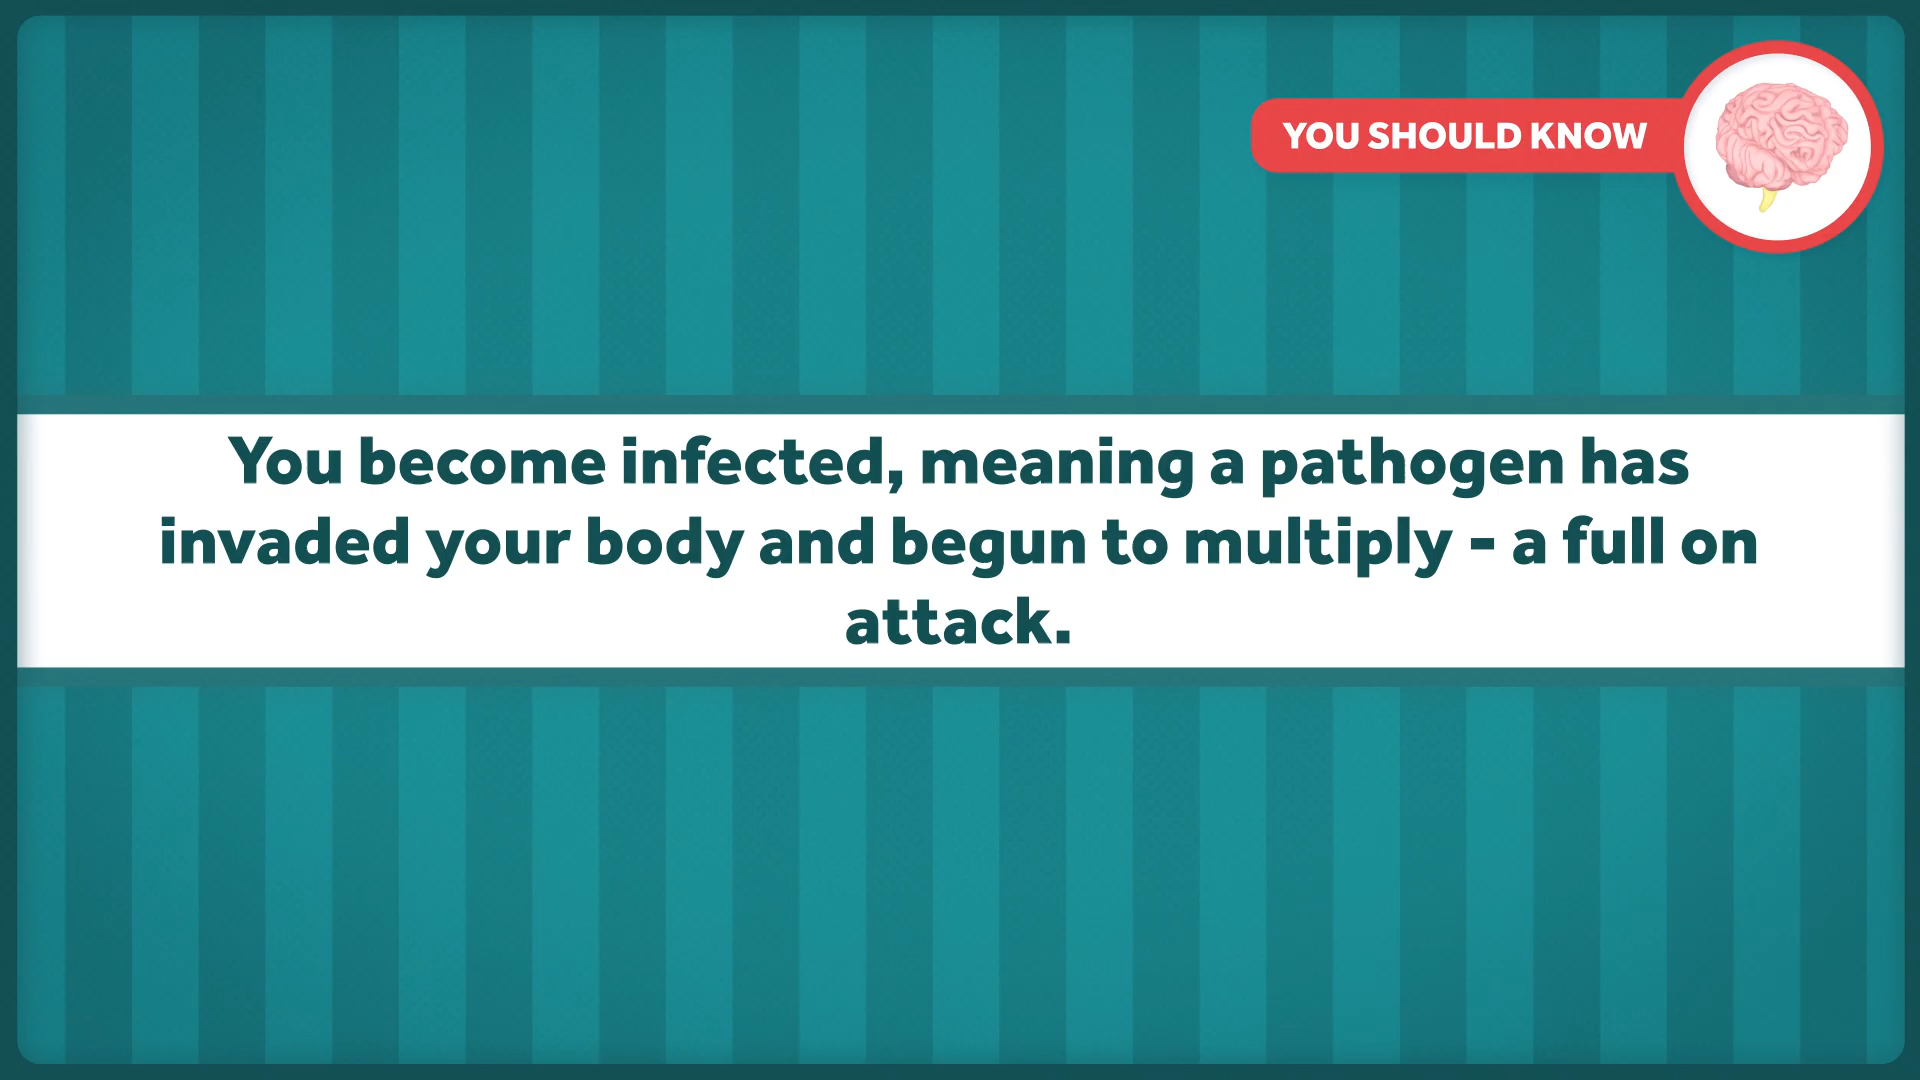 YOU SHOULD KNOW
You become infected, meaning a pathogen has
invaded your body and begun to multiply - a full on
attack.